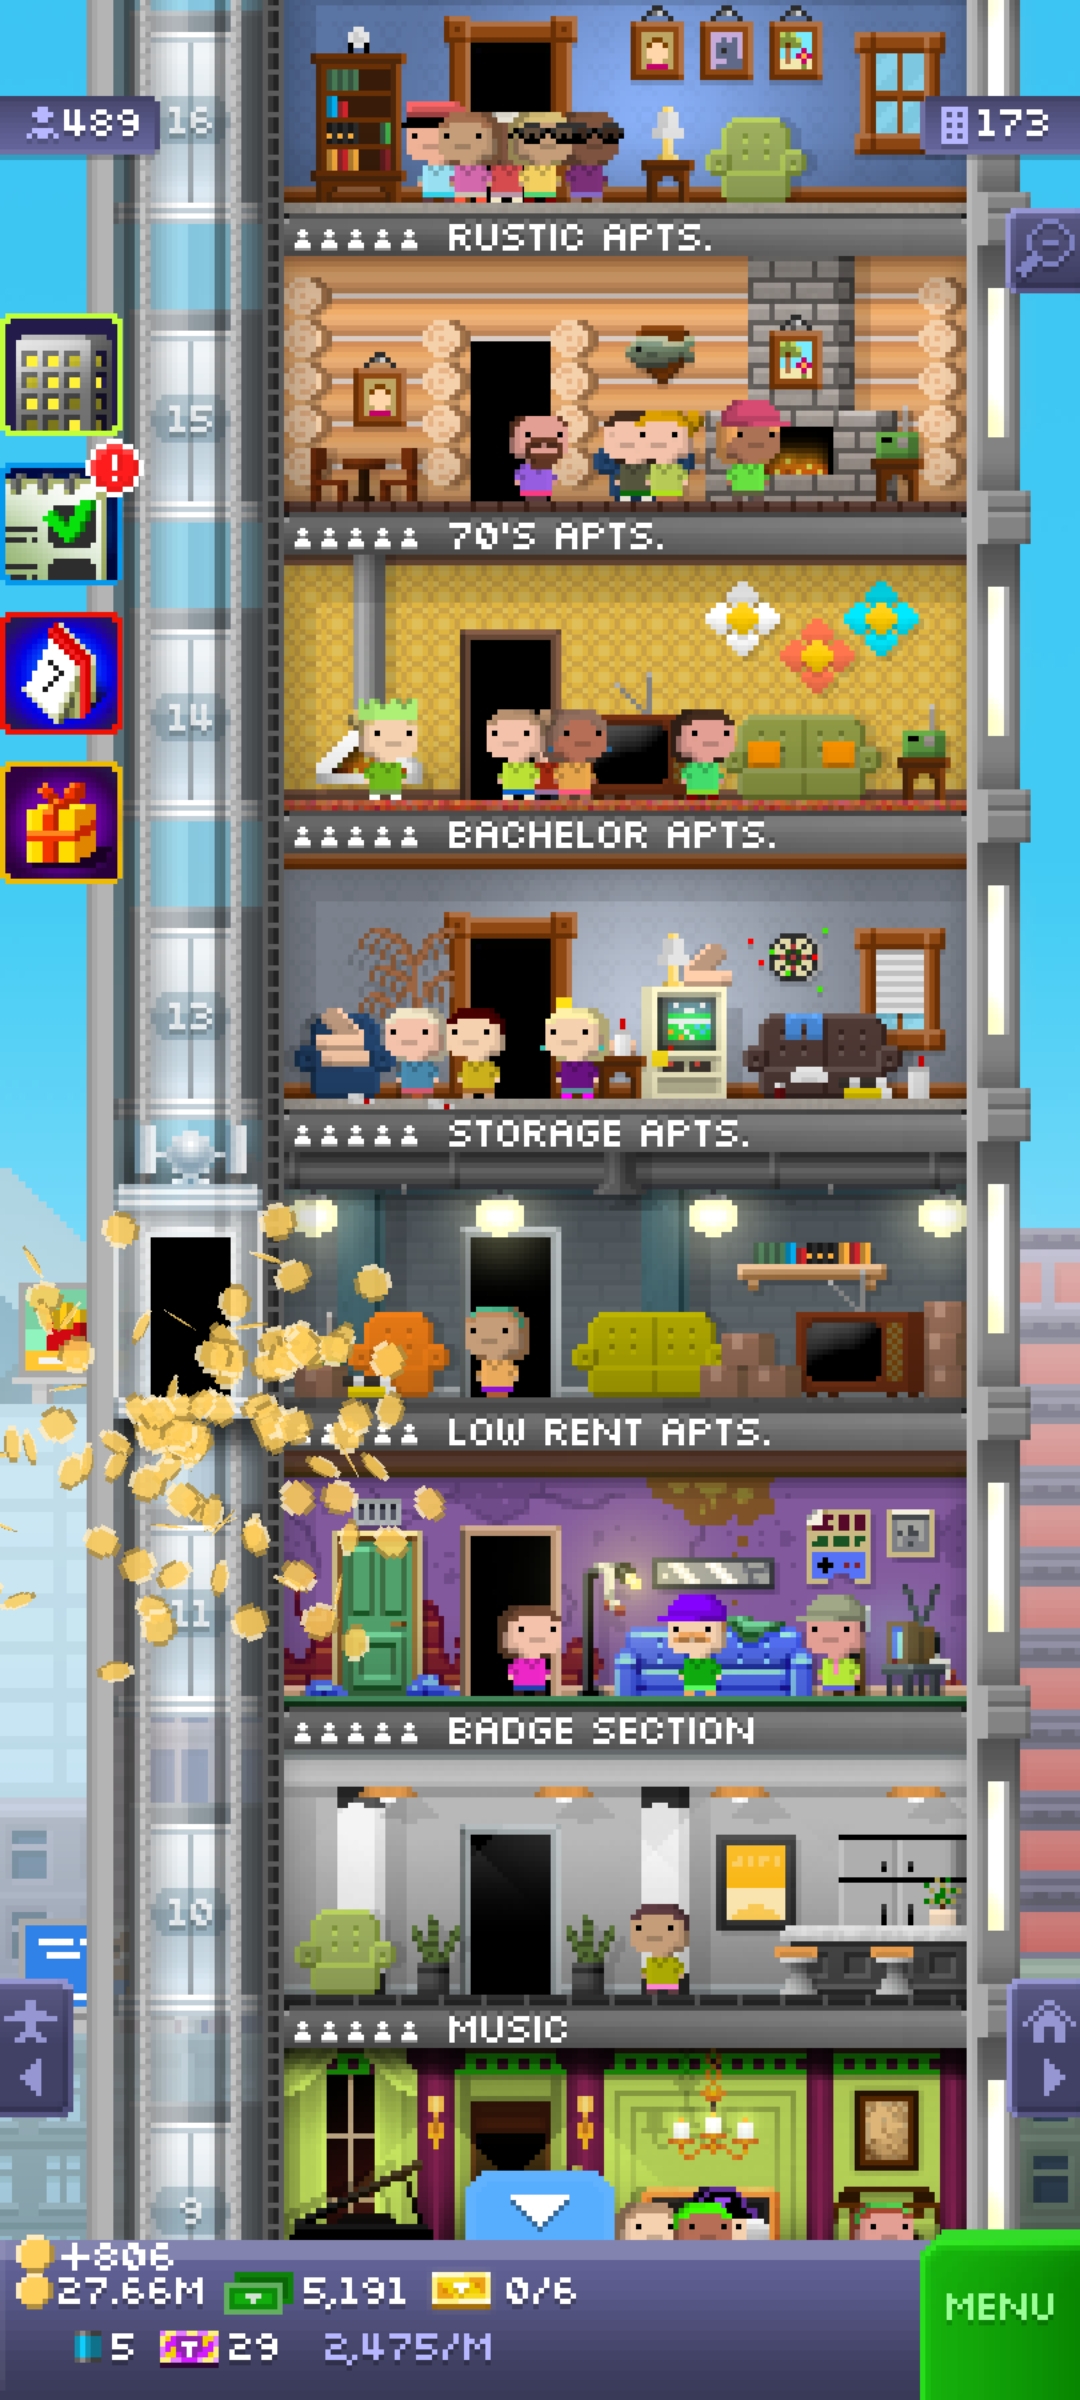 489
16
173
RUSTIC APTS.
15
70'S APTS.
14
BACHELOR APTS.
13
STORAGE APTS.
LOW RENT APTS.
11
BADGE SECTION
10
MUSIC
9
+806
27.66M 5,191 0/6
5 29 2,475/M
MENU